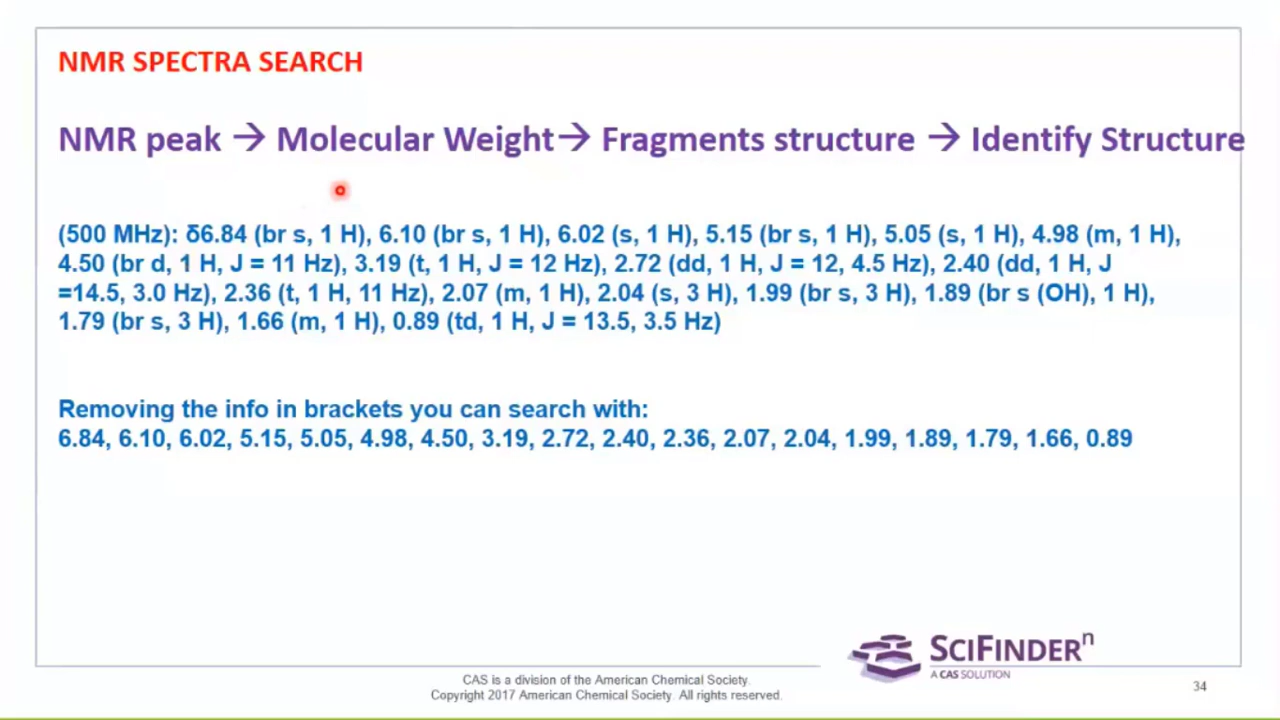 NMR SPECTRA SEARCH
NMR peak → Molecular Weight→ Fragments structure → Identify Structure
(500 MHz): δ6.84 (br s, 1 H), 6.10 (br s, 1 H), 6.02 (s, 1 H), 5.15 (br s, 1 H), 5.05 (s, 1 H), 4.98 (m, 1 H),
4.50 (br d, 1 H, J = 11 Hz), 3.19 (t, 1 H, J = 12 Hz), 2.72 (dd, 1 H, J = 12, 4.5 Hz), 2.40 (dd, 1 H, J
=14.5, 3.0 Hz), 2.36 (t, 1 H, 11 Hz), 2.07 (m, 1 H), 2.04 (s, 3 H), 1.99 (br s, 3 H), 1.89 (br s (OH), 1 H),
1.79 (br s, 3 H), 1.66 (m, 1 H), 0.89 (td, 1 H, J = 13.5, 3.5 Hz)
Removing the info in brackets you can search with:
6.84, 6.10, 6.02, 5.15, 5.05, 4.98, 4.50, 3.19, 2.72, 2.40, 2.36, 2.07, 2.04, 1.99, 1.89, 1.79, 1.66, 0.89
SCIFINDERⁿ
A CAS SOLUTION
CAS is a division of the American Chemical Society.
Copyright 2017 American Chemical Society. All rights reserved.
34